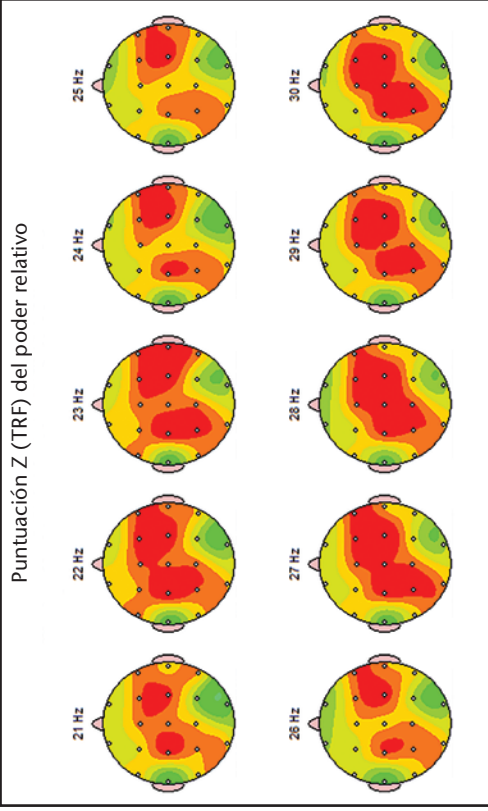 Puntuación Z (TRF) del poder relativo
21 Hz
22 Hz
23 Hz
24 Hz
25 Hz
26 Hz
27 Hz
28 Hz
29 Hz
30 Hz